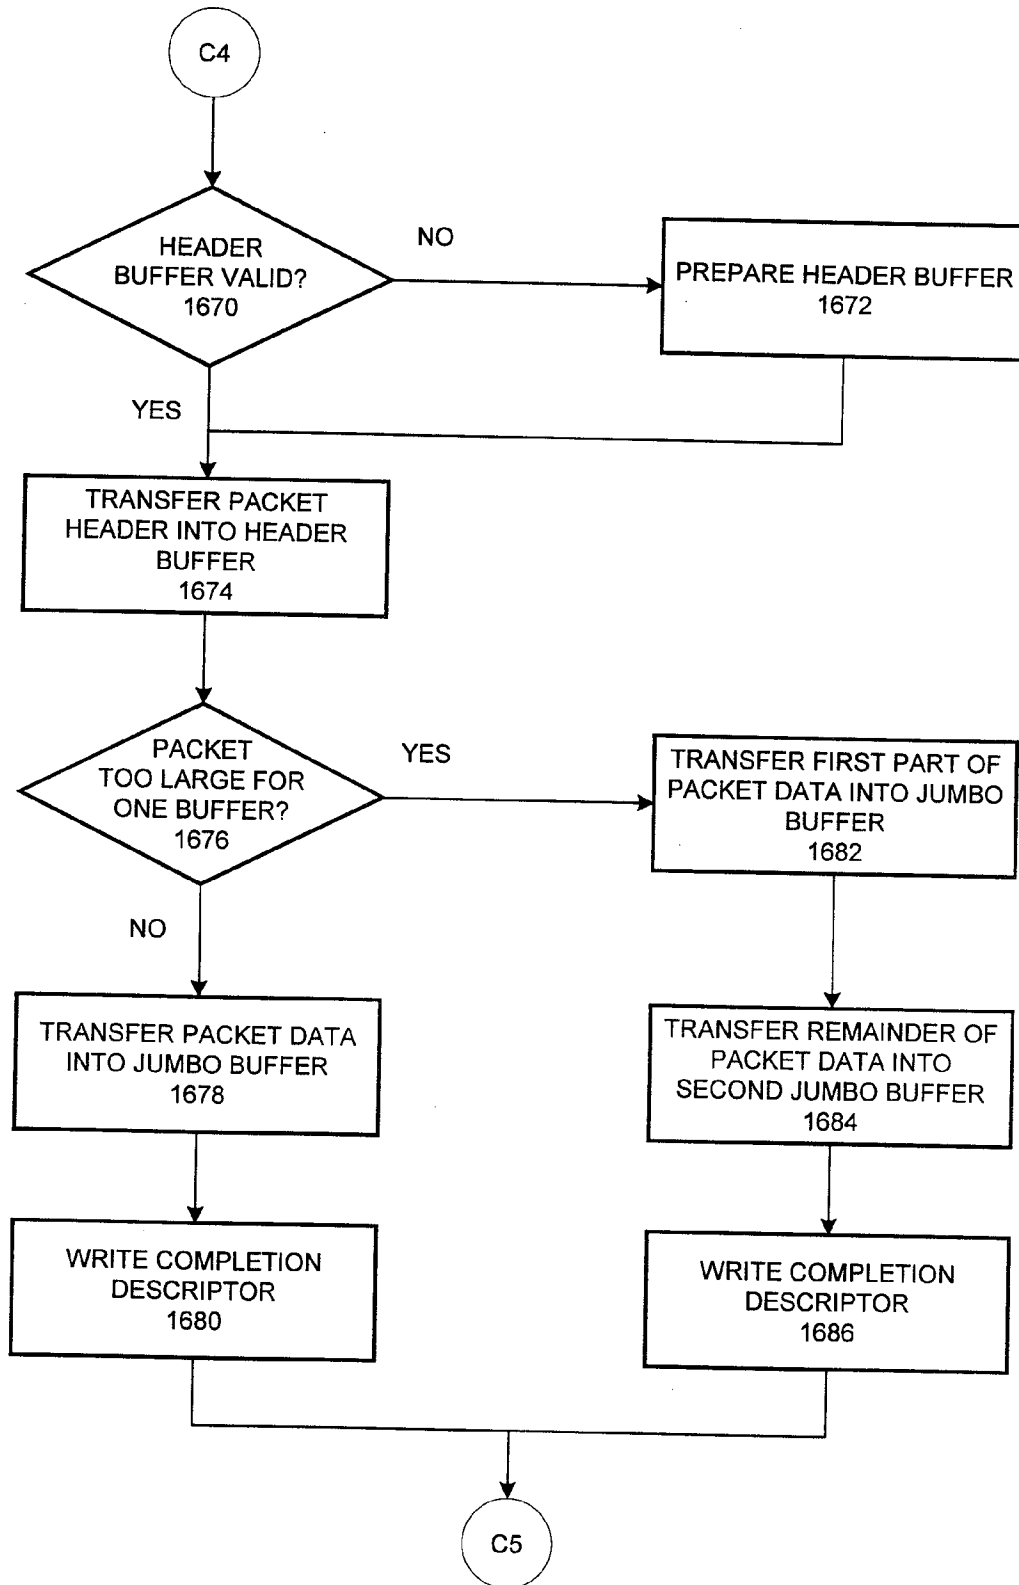 C4
HEADER
BUFFER VALID?
1670
NO
PREPARE HEADER BUFFER
1672
YES
TRANSFER PACKET
HEADER INTO HEADER
BUFFER
1674
PACKET
TOO LARGE FOR
ONE BUFFER?
1676
YES
TRANSFER FIRST PART OF
PACKET DATA INTO JUMBO
BUFFER
1682
NO
TRANSFER PACKET DATA
INTO JUMBO BUFFER
1678
TRANSFER REMAINDER OF
PACKET DATA INTO
SECOND JUMBO BUFFER
1684
WRITE COMPLETION
DESCRIPTOR
1680
WRITE COMPLETION
DESCRIPTOR
1686
C5